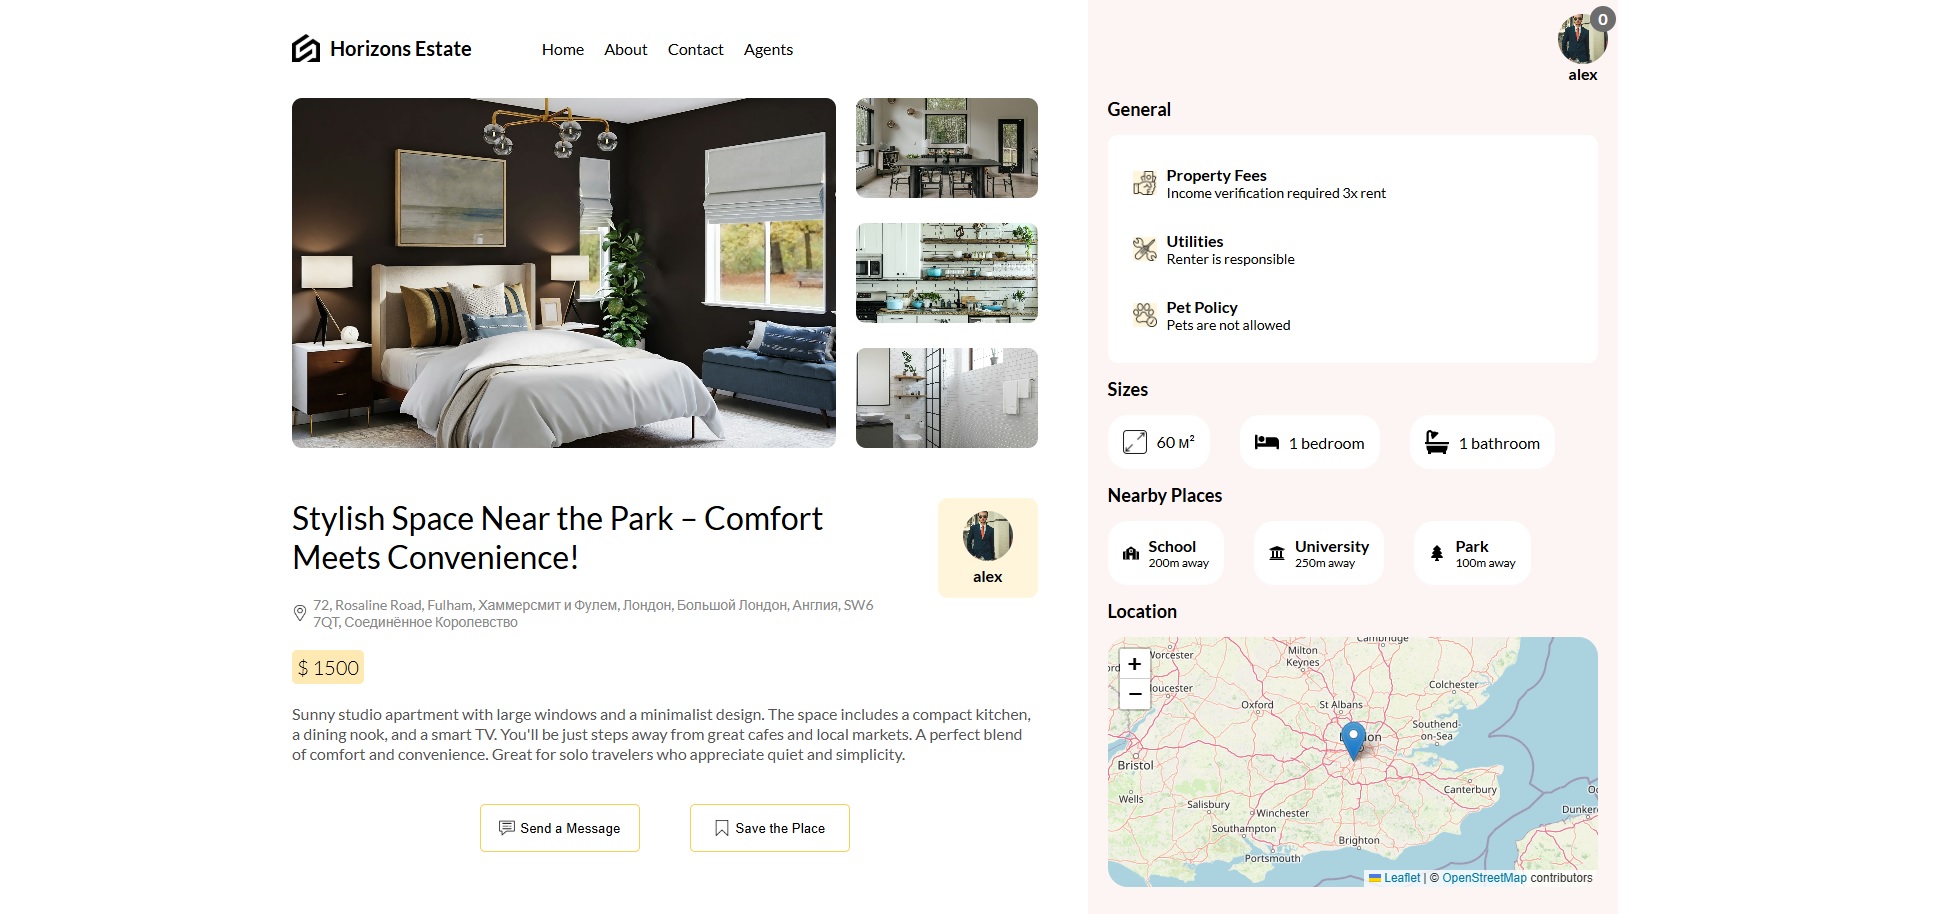 Horizons Estate
Home
About
Contact
Agents
0
alex
Stylish Space Near the Park – Comfort
Meets Convenience!
alex
72, Rosaline Road, Fulham, Хаммерсмит и Фулем, Лондон, Большой Лондон, Англия, SW6
7QT, Соединённое Королевство
$ 1500
Sunny studio apartment with large windows and a minimalist design. The space includes a compact kitchen,
a dining nook, and a smart TV. You'll be just steps away from great cafes and local markets. A perfect blend
of comfort and convenience. Great for solo travelers who appreciate quiet and simplicity.
Send a Message
Save the Place
General
Property Fees
Income verification required 3x rent
Utilities
Renter is responsible
Pet Policy
Pets are not allowed
Sizes
60 м²
1 bedroom
1 bathroom
Nearby Places
School
200m away
University
250m away
Park
100m away
Location
+
−
Cambridge
Worcester
Milton
Keynes
Colchester
Oxford
St Albans
Southend-
on-Sea
Bristol
Canterbury
Wells
Salisbury
Winchester
Southampton
Brighton
Portsmouth
Leaflet | © OpenStreetMap contributors